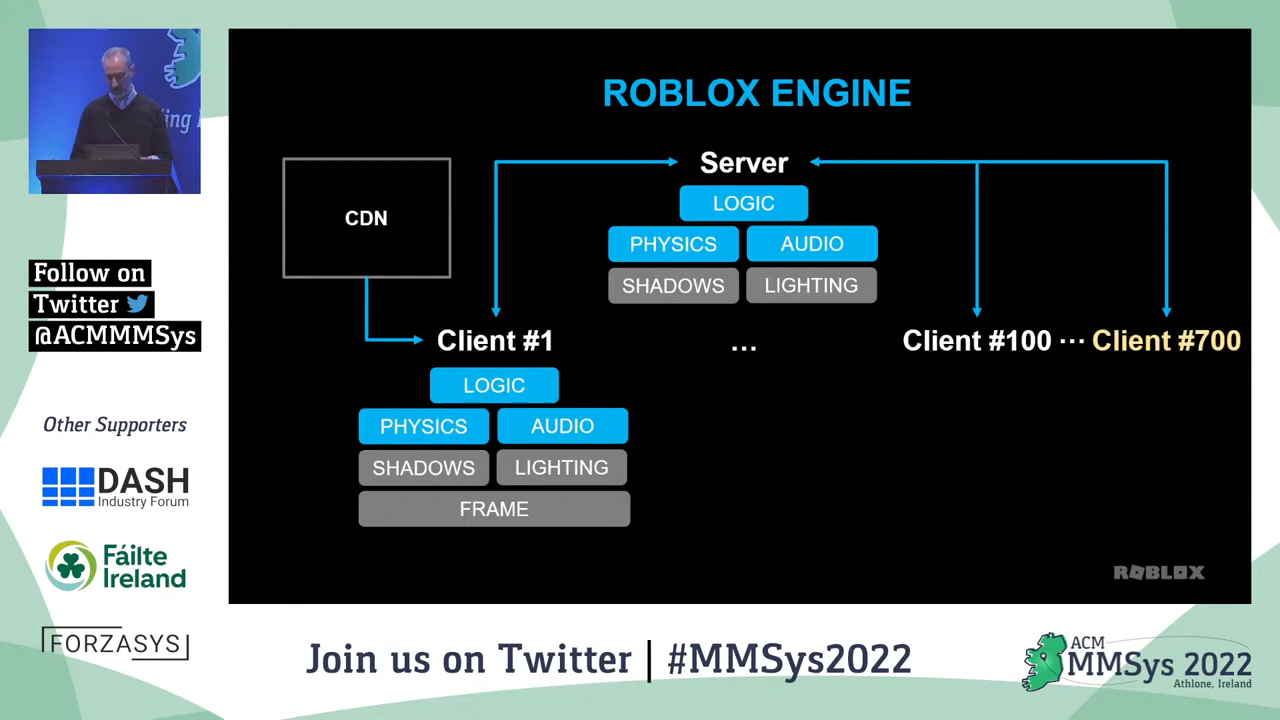 ROBLOX ENGINE
Server
LOGIC
PHYSICS AUDIO
SHADOWS LIGHTING
CDN
Client #1 ... Client #100 ... Client #700
LOGIC
PHYSICS AUDIO
SHADOWS LIGHTING
FRAME
ROBLOX
Follow on
Twitter
@ACMMMSys
Other Supporters
DASH
Industry Forum
Fáilte
Ireland
FORZASYS
Join us on Twitter | #MMSys2022
ACM
MMSys 2022
Athlone, Ireland